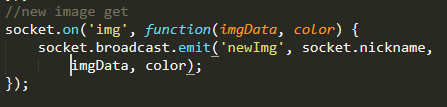 //new image get
socket.on('img', function(imgData, color) {
socket.broadcast.emit('newImg', socket.nickname,
imgData, color);
});